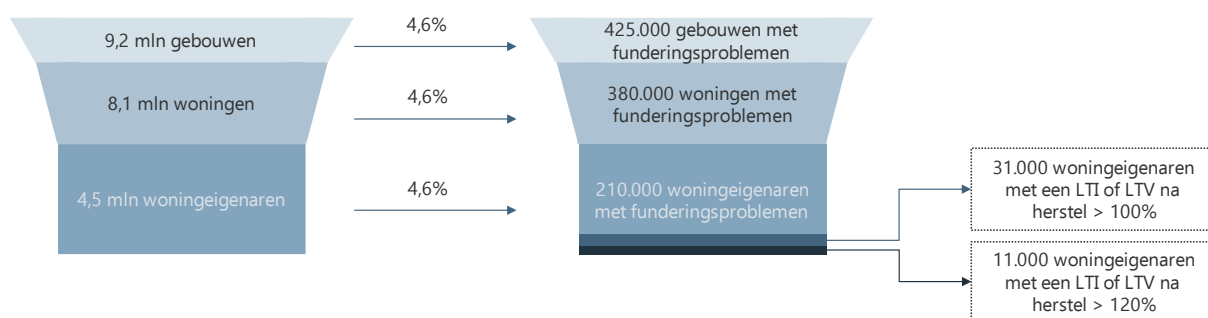 9,2 mln gebouwen
4,6%
425.000 gebouwen met
funderingsproblemen
8,1 mln woningen
4,6%
380.000 woningen met
funderingsproblemen
4,5 mln woningeigenaren
4,6%
210.000 woningeigenaren
met funderingsproblemen
31.000 woningeigenaren
met een LTI of LTV na
herstel > 100%
11.000 woningeigenaren
met een LTI of LTV na
herstel > 120%